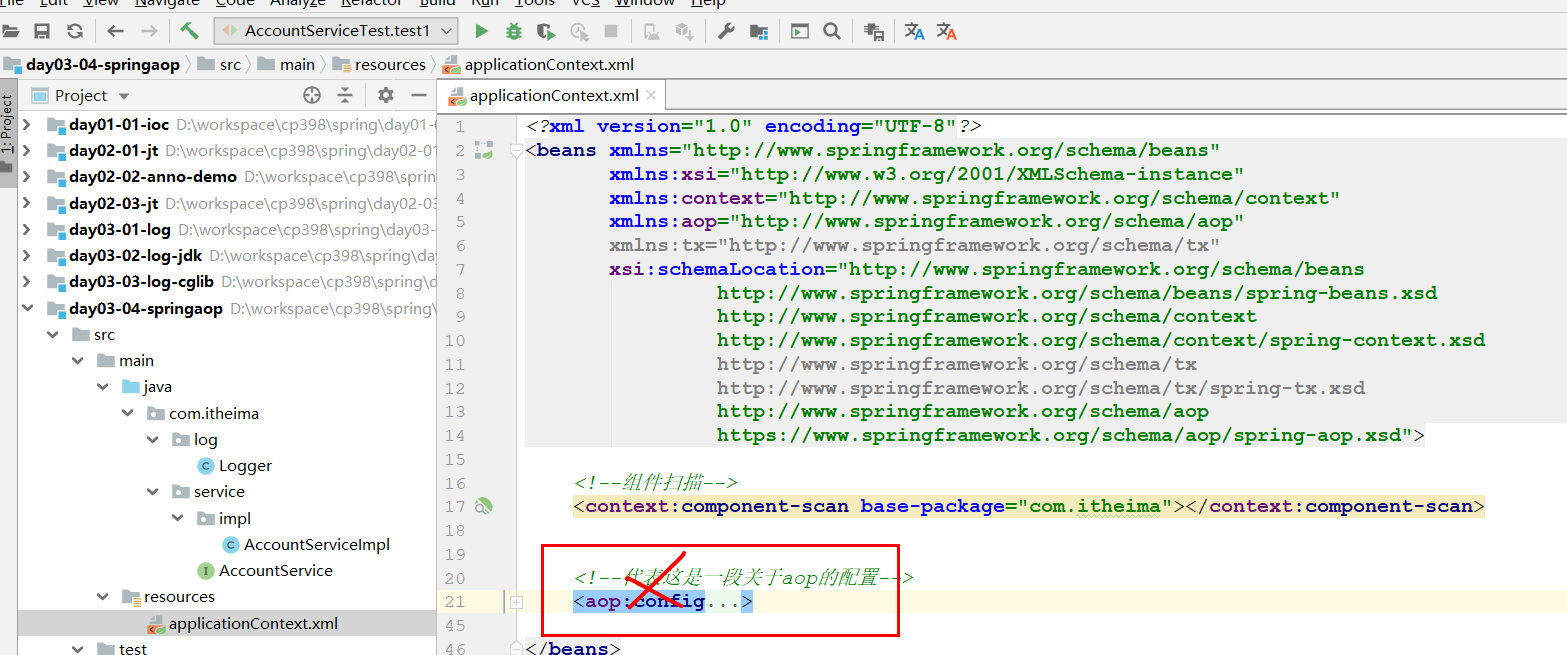 File Edit View Navigate Code Analyze Refactor Build Run Tools VCS Window Help
AccountServiceTest.test1
day03-04-springaop src main resources applicationContext.xml
Project
applicationContext.xml
1: Project
day01-01-ioc D:\workspace\cp398\spring\day01-
day02-01-jt D:\workspace\cp398\spring\day02-01
day02-02-anno-demo D:\workspace\cp398\sprin
day02-03-jt D:\workspace\cp398\spring\day02-03
day03-01-log D:\workspace\cp398\spring\day03-
day03-02-log-jdk D:\workspace\cp398\spring\da
day03-03-log-cglib D:\workspace\cp398\spring\d
day03-04-springaop D:\workspace\cp398\spring\
src
main
java
com.itheima
log
Logger
service
impl
AccountServiceImpl
AccountService
resources
applicationContext.xml
test
1 <?xml version="1.0" encoding="UTF-8"?>
2 <beans xmlns="http://www.springframework.org/schema/beans"
3 xmlns:xsi="http://www.w3.org/2001/XMLSchema-instance"
4 xmlns:context="http://www.springframework.org/schema/context"
5 xmlns:aop="http://www.springframework.org/schema/aop"
6 xmlns:tx="http://www.springframework.org/schema/tx"
7 xsi:schemaLocation="http://www.springframework.org/schema/beans
8 http://www.springframework.org/schema/beans/spring-beans.xsd
9 http://www.springframework.org/schema/context
10 http://www.springframework.org/schema/context/spring-context.xsd
11 http://www.springframework.org/schema/tx
12 http://www.springframework.org/schema/tx/spring-tx.xsd
13 http://www.springframework.org/schema/aop
14 https://www.springframework.org/schema/aop/spring-aop.xsd">
15
16 <!--组件扫描-->
17 <context:component-scan base-package="com.itheima"></context:component-scan>
18
19
20 <!--代表这是一段关于aop的配置-->
21 <aop:config...>
45
46 </beans>